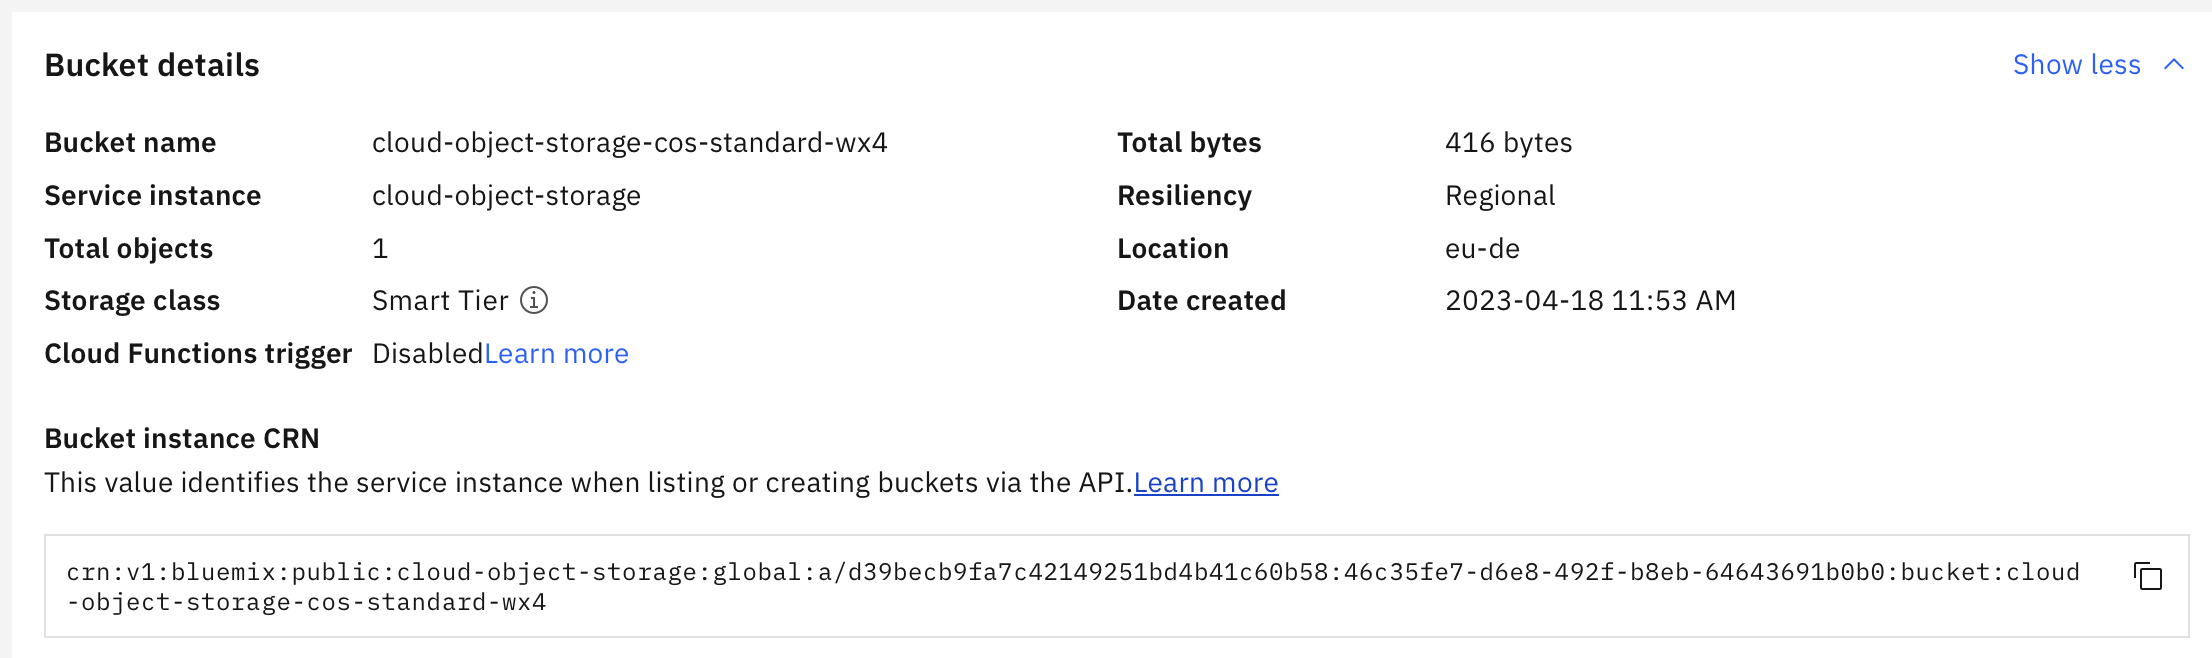 Bucket details
Show less
Bucket name cloud-object-storage-cos-standard-wx4
Total bytes 416 bytes
Service instance cloud-object-storage
Resiliency Regional
Total objects 1
Location eu-de
Storage class Smart Tier
Date created 2023-04-18 11:53 AM
Cloud Functions trigger DisabledLearn more
Bucket instance CRN
This value identifies the service instance when listing or creating buckets via the API.Learn more
crn:v1:bluemix:public:cloud-object-storage:global:a/d39becb9fa7c42149251bd4b41c60b58:46c35fe7-d6e8-492f-b8eb-64643691b0b0:bucket:cloud
-object-storage-cos-standard-wx4